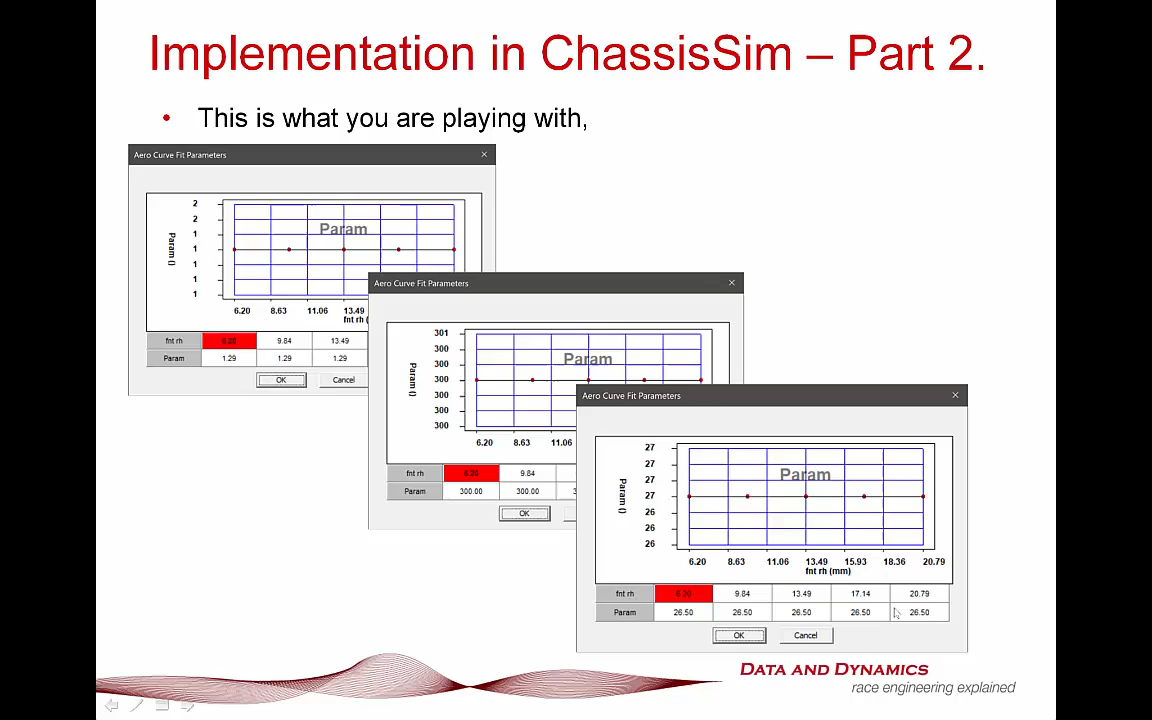 Implementation in ChassisSim – Part 2.
• This is what you are playing with,
Aero Curve Fit Parameters
2
2
1
1
1
1
1
Param ()
Param
6.20 8.63 11.06 13.49
fnt rh (
fnt rh 6.20 9.84 13.49
Param 1.29 1.29 1.29
OK Cancel
Aero Curve Fit Parameters
301
300
300
300
300
300
300
Param ()
Param
6.20 8.63 11.06
fnt rh 6.20 9.84
Param 300.00 300.00 3
OK
Aero Curve Fit Parameters
27
27
27
27
26
26
26
Param ()
Param
6.20 8.63 11.06 13.49 15.93 18.36 20.79
fnt rh (mm)
fnt rh 6.20 9.84 13.49 17.14 20.79
Param 26.50 26.50 26.50 26.50 26.50
OK Cancel
DATA AND DYNAMICS
race engineering explained